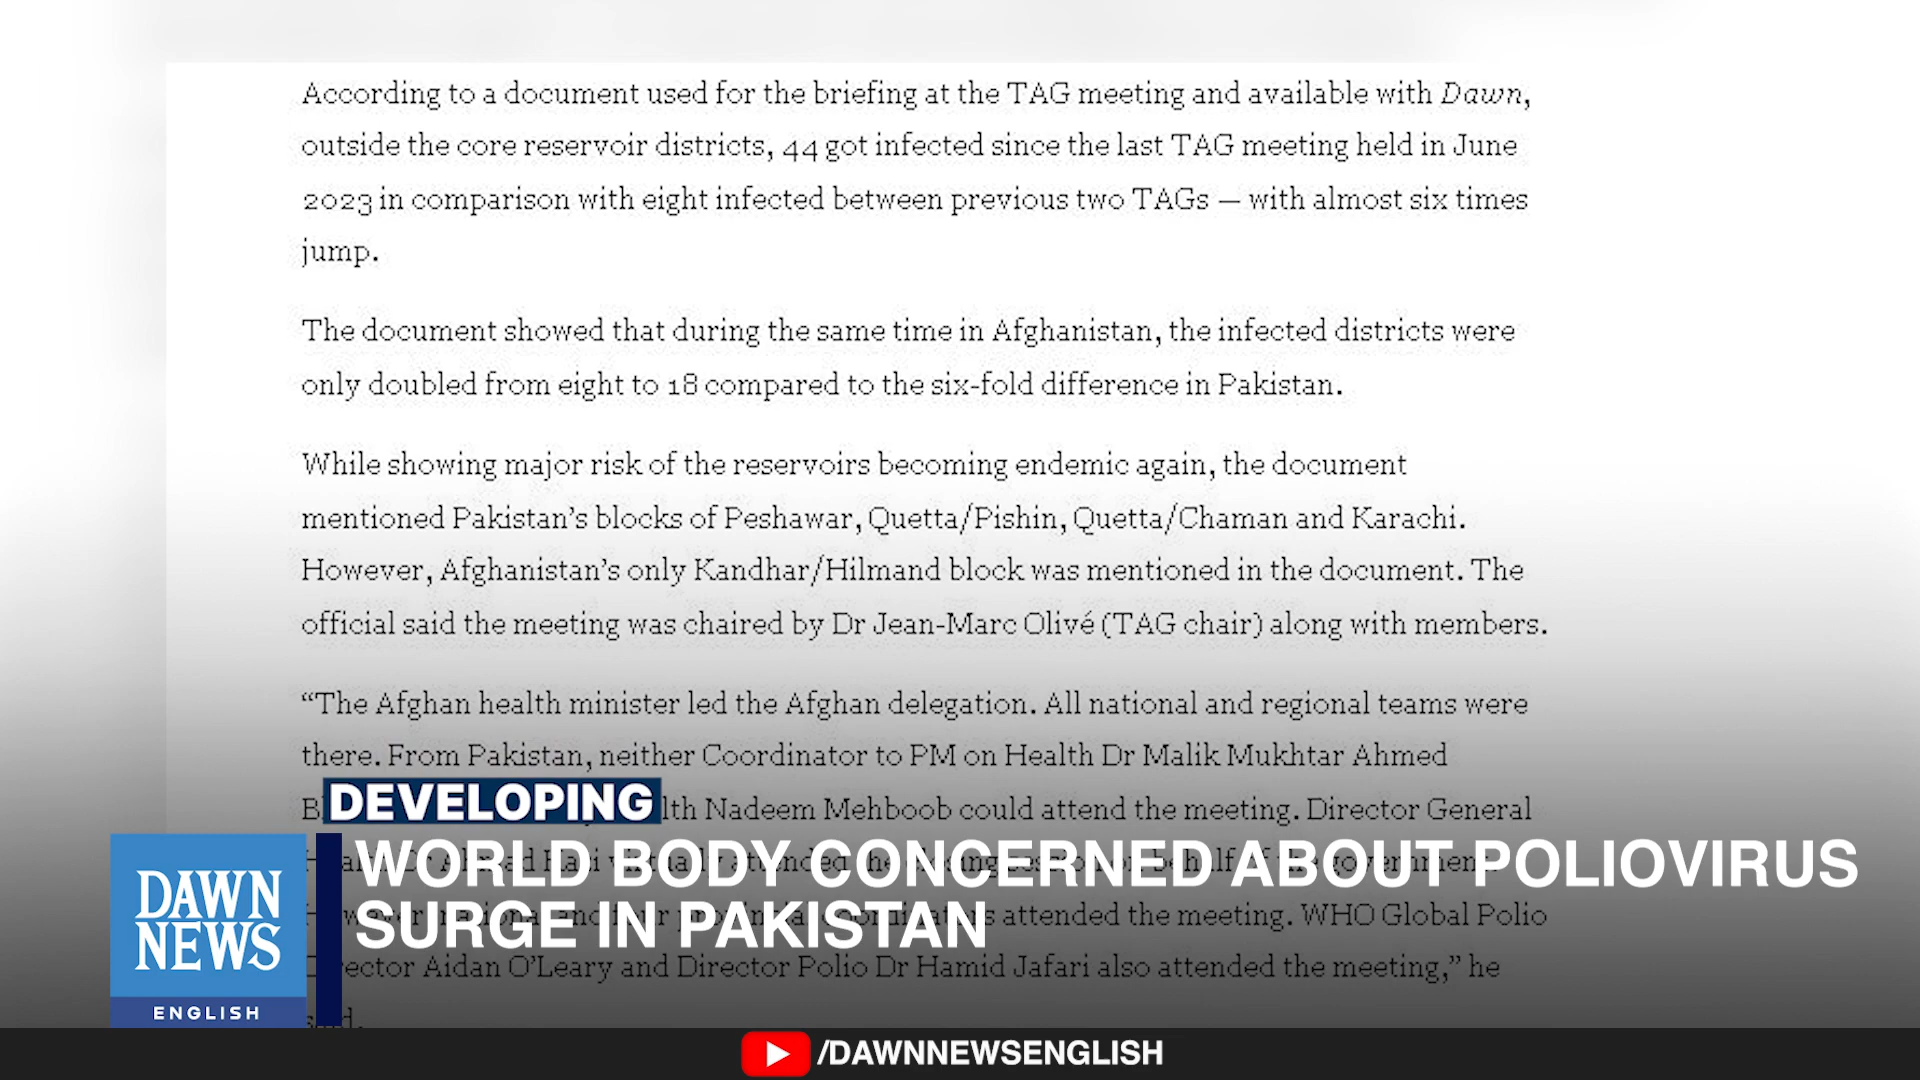 According to a document used for the briefing at the TAG meeting and available with Dawn,
outside the core reservoir districts, 44 got infected since the last TAG meeting held in June
2023 in comparison with eight infected between previous two TAGs — with almost six times
jump.
The document showed that during the same time in Afghanistan, the infected districts were
only doubled from eight to 18 compared to the six-fold difference in Pakistan.
While showing major risk of the reservoirs becoming endemic again, the document
mentioned Pakistan’s blocks of Peshawar, Quetta/Pishin, Quetta/Chaman and Karachi.
However, Afghanistan’s only Kandhar/Hilmand block was mentioned in the document. The
official said the meeting was chaired by Dr Jean-Marc Olivé (TAG chair) along with members.
“The Afghan health minister led the Afghan delegation. All national and regional teams were
there. From Pakistan, neither Coordinator to PM on Health Dr Malik Mukhtar Ahmed
Nadeem Mehboob could attend the meeting. Director General
attended the meeting. WHO Global Polio
Aidan O’Leary and Director Polio Dr Hamid Jafari also attended the meeting,” he
DEVELOPING
WORLD BODY CONCERNED ABOUT POLIOVIRUS
SURGE IN PAKISTAN
DAWN
NEWS
ENGLISH
/DAWNNEWSENGLISH